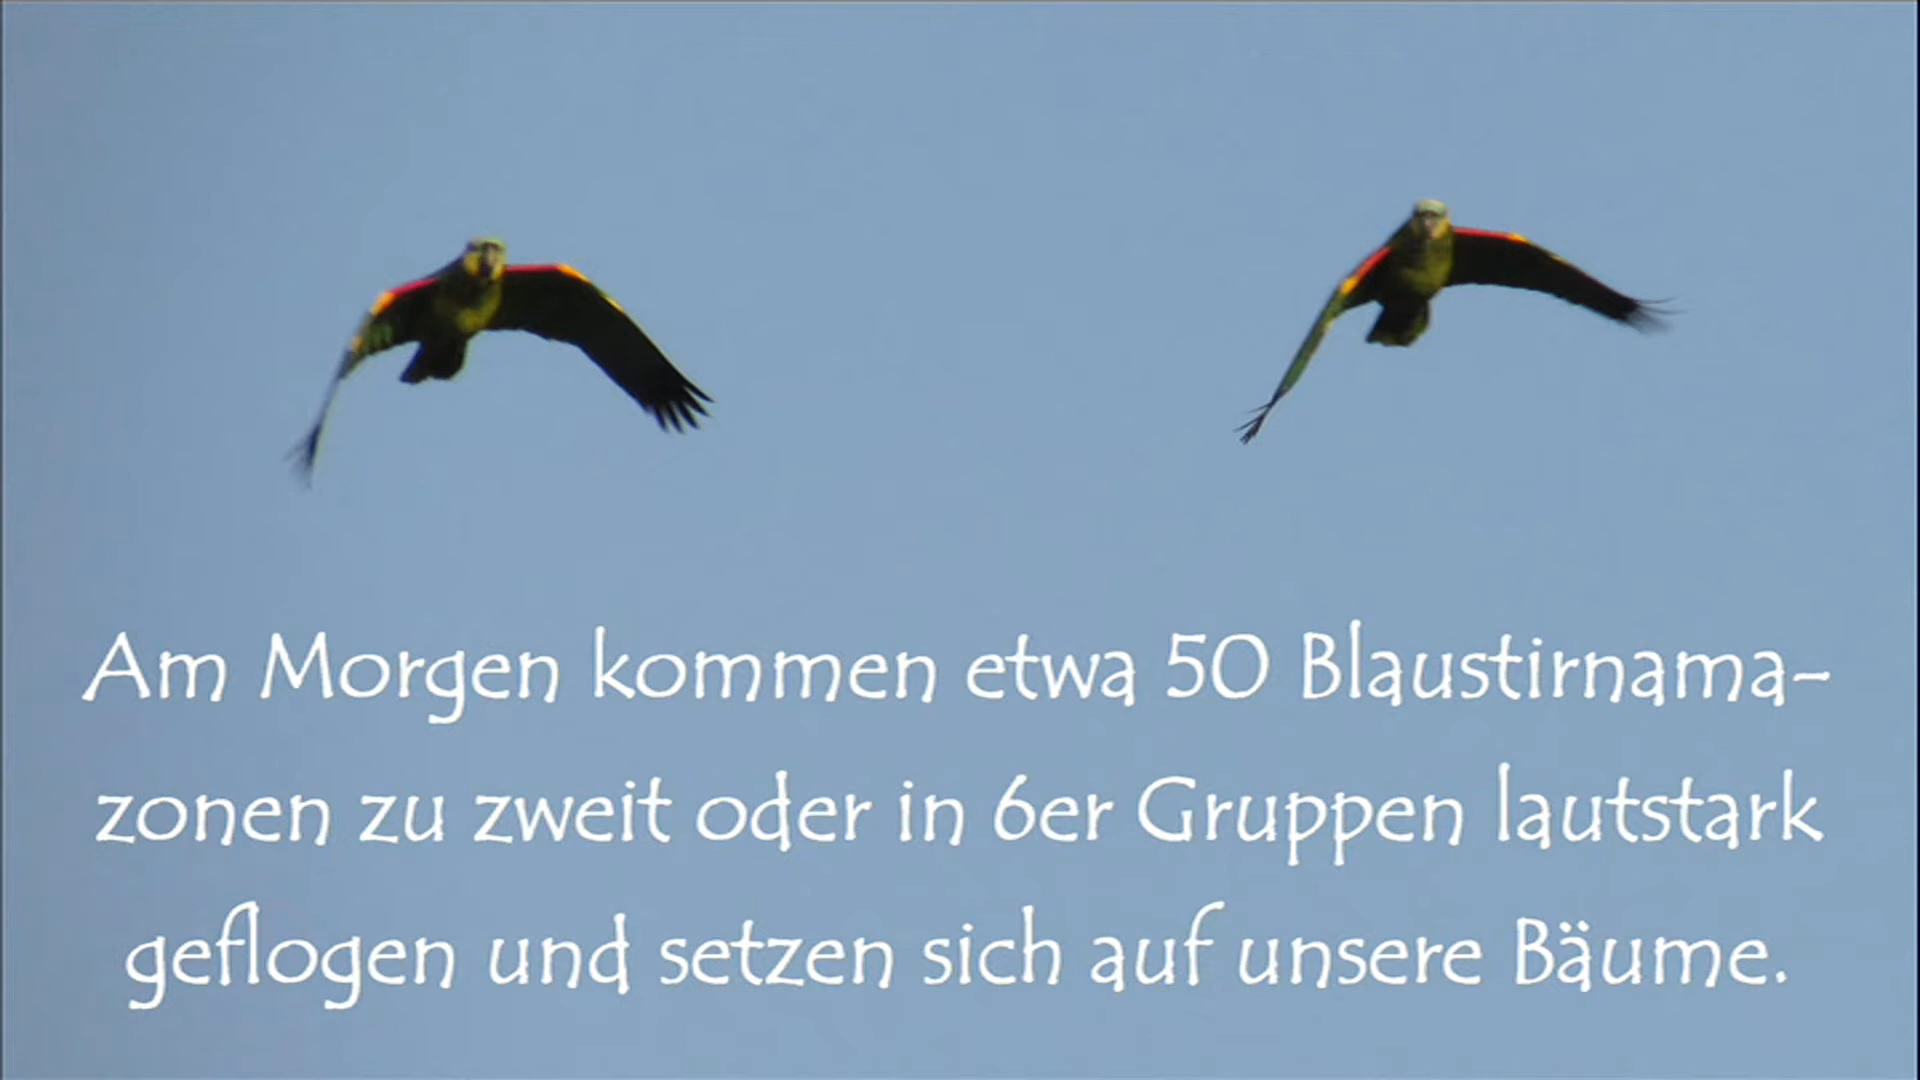 Am Morgen kommen etwa 50 Blaustirnama-
zonen zu zweit oder in 6er Gruppen lautstark
geflogen und setzen sich auf unsere Bäume.